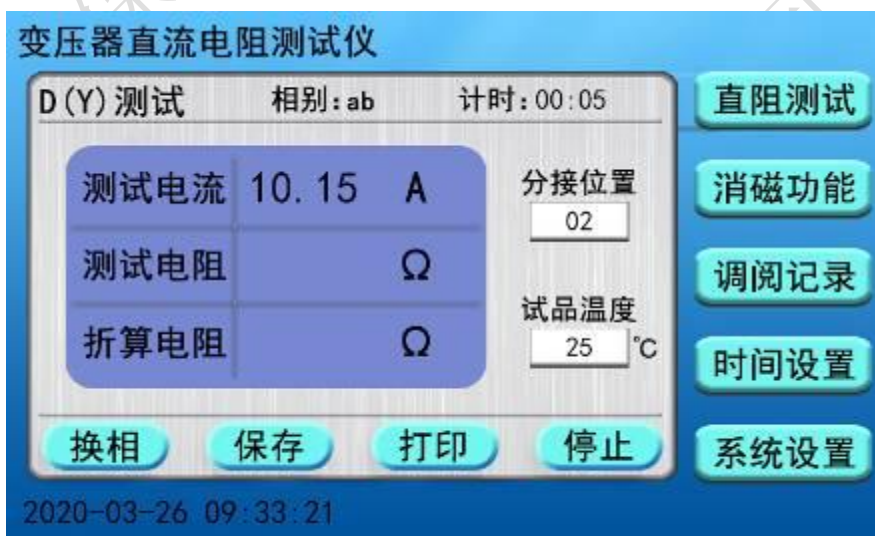 变压器直流电阻测试仪
D(Y)测试 相别:ab 计时:00:05
直阻测试
测试电流 10.15 A
分接位置
02
消磁功能
测试电阻 Ω
调阅记录
试品温度
25 ℃
折算电阻 Ω
时间设置
换相 保存 打印 停止
系统设置
2020-03-26 09:33:21